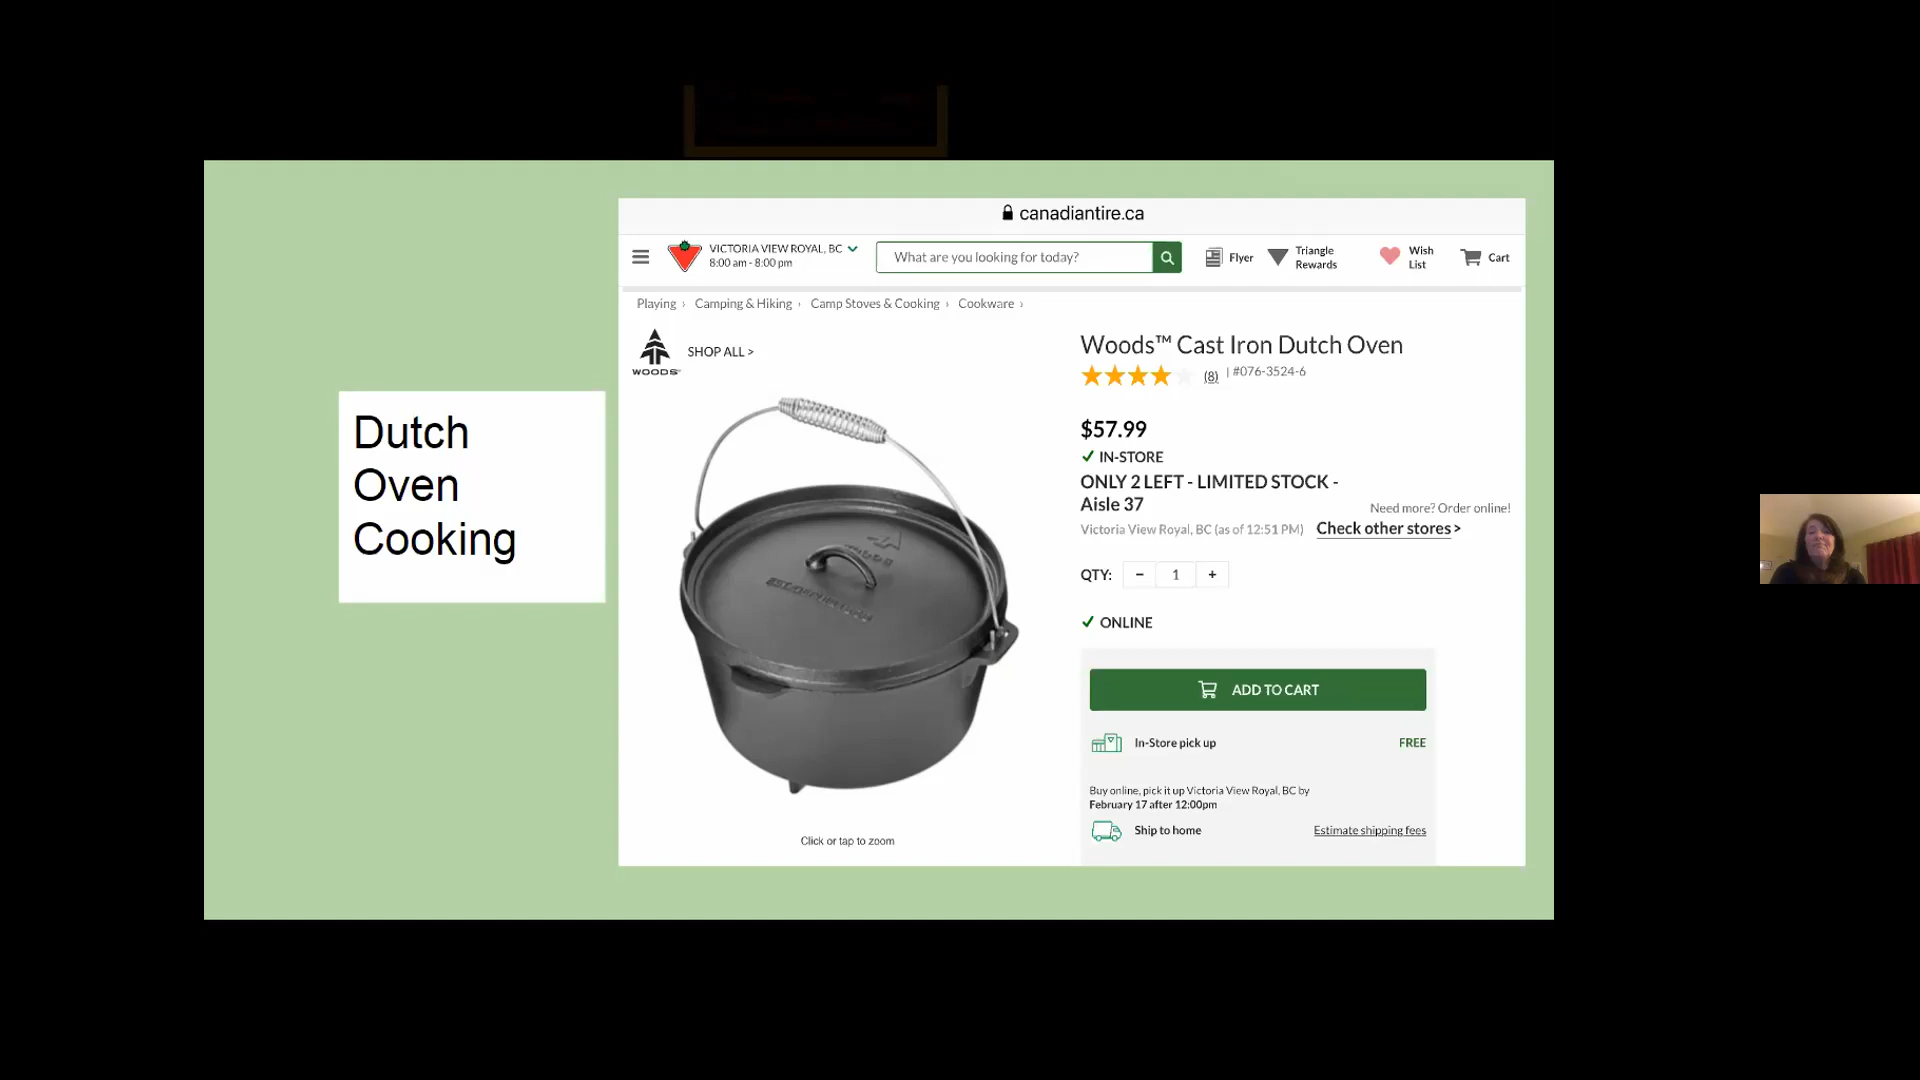 Dutch
Oven
Cooking
canadiantire.ca
VICTORIA VIEW ROYAL, BC
8:00 am - 8:00 pm
What are you looking for today?
Flyer
Triangle
Rewards
Wish
List
Cart
Playing › Camping & Hiking › Camp Stoves & Cooking › Cookware ›
WOODS
SHOP ALL >
Woods™ Cast Iron Dutch Oven
(8) | #076-3524-6
$57.99
IN-STORE
ONLY 2 LEFT - LIMITED STOCK -
Aisle 37
Need more? Order online!
Victoria View Royal, BC (as of 12:51 PM) Check other stores >
QTY: - 1 +
ONLINE
ADD TO CART
In-Store pick up FREE
Buy online, pick it up Victoria View Royal, BC by
February 17 after 12:00pm
Ship to home Estimate shipping fees
Click or tap to zoom